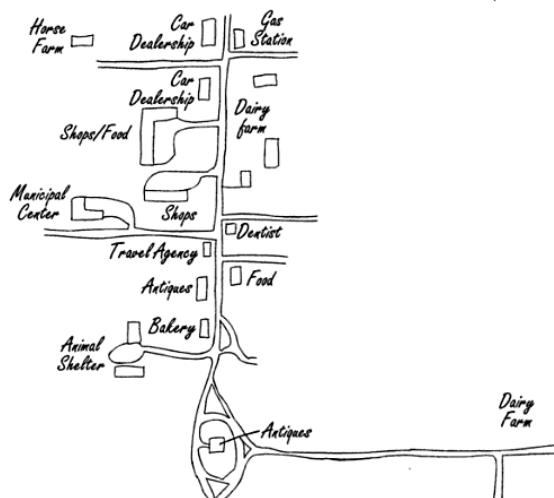 Horse
Farm
Car
Dealership
Gas
Station
Car
Dealership
Dairy
farm
Shops/Food
Municipal
Center
Shops
Dentist
Travel Agency
Antiques
Food
Bakery
Animal
Shelter
Dairy
Farm
Antiques